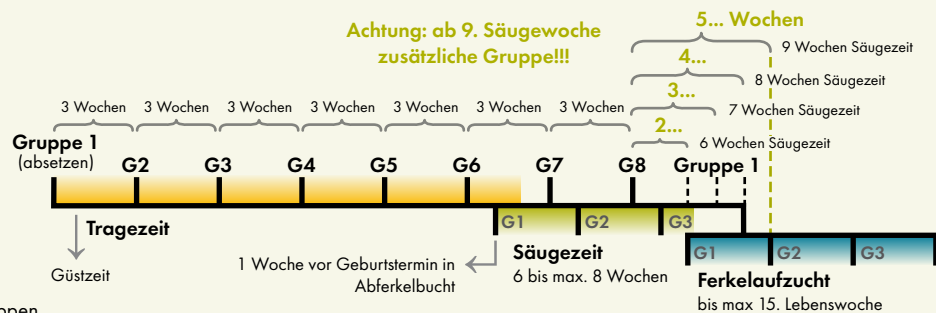 5... Wochen
Achtung: ab 9. Säugewoche
zusätzliche Gruppe!!!
9 Wochen Säugezeit
4...
8 Wochen Säugezeit
3...
3 Wochen 3 Wochen 3 Wochen 3 Wochen 3 Wochen 3 Wochen 3 Wochen
7 Wochen Säugezeit
2...
6 Wochen Säugezeit
Gruppe 1
(absetzen)
G2 G3 G4 G5 G6 G7 G8 Gruppe 1
Tragezeit
Güstzeit
G1 G2 G3
1 Woche vor Geburtstermin in
Abferkelbucht
Säugezeit
6 bis max. 8 Wochen
G1 G2 G3
Ferkelaufzucht
bis max 15. Lebenswoche